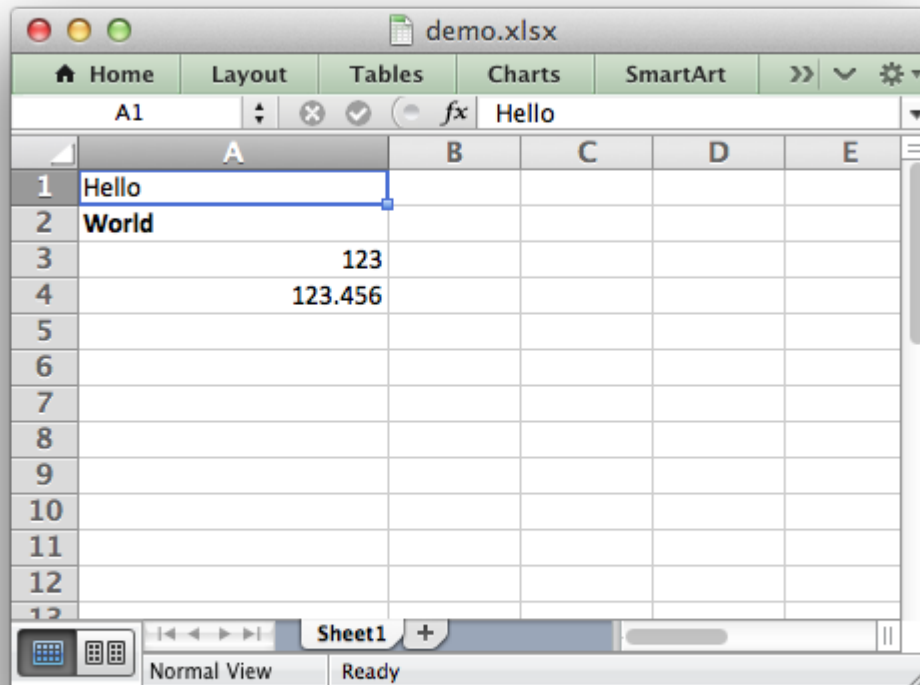 demo.xlsx
Home Layout Tables Charts SmartArt
A1 fx Hello
A B C D E
1 Hello
2 World
3 123
4 123.456
5
6
7
8
9
10
11
12
13
Sheet1 +
Normal View Ready